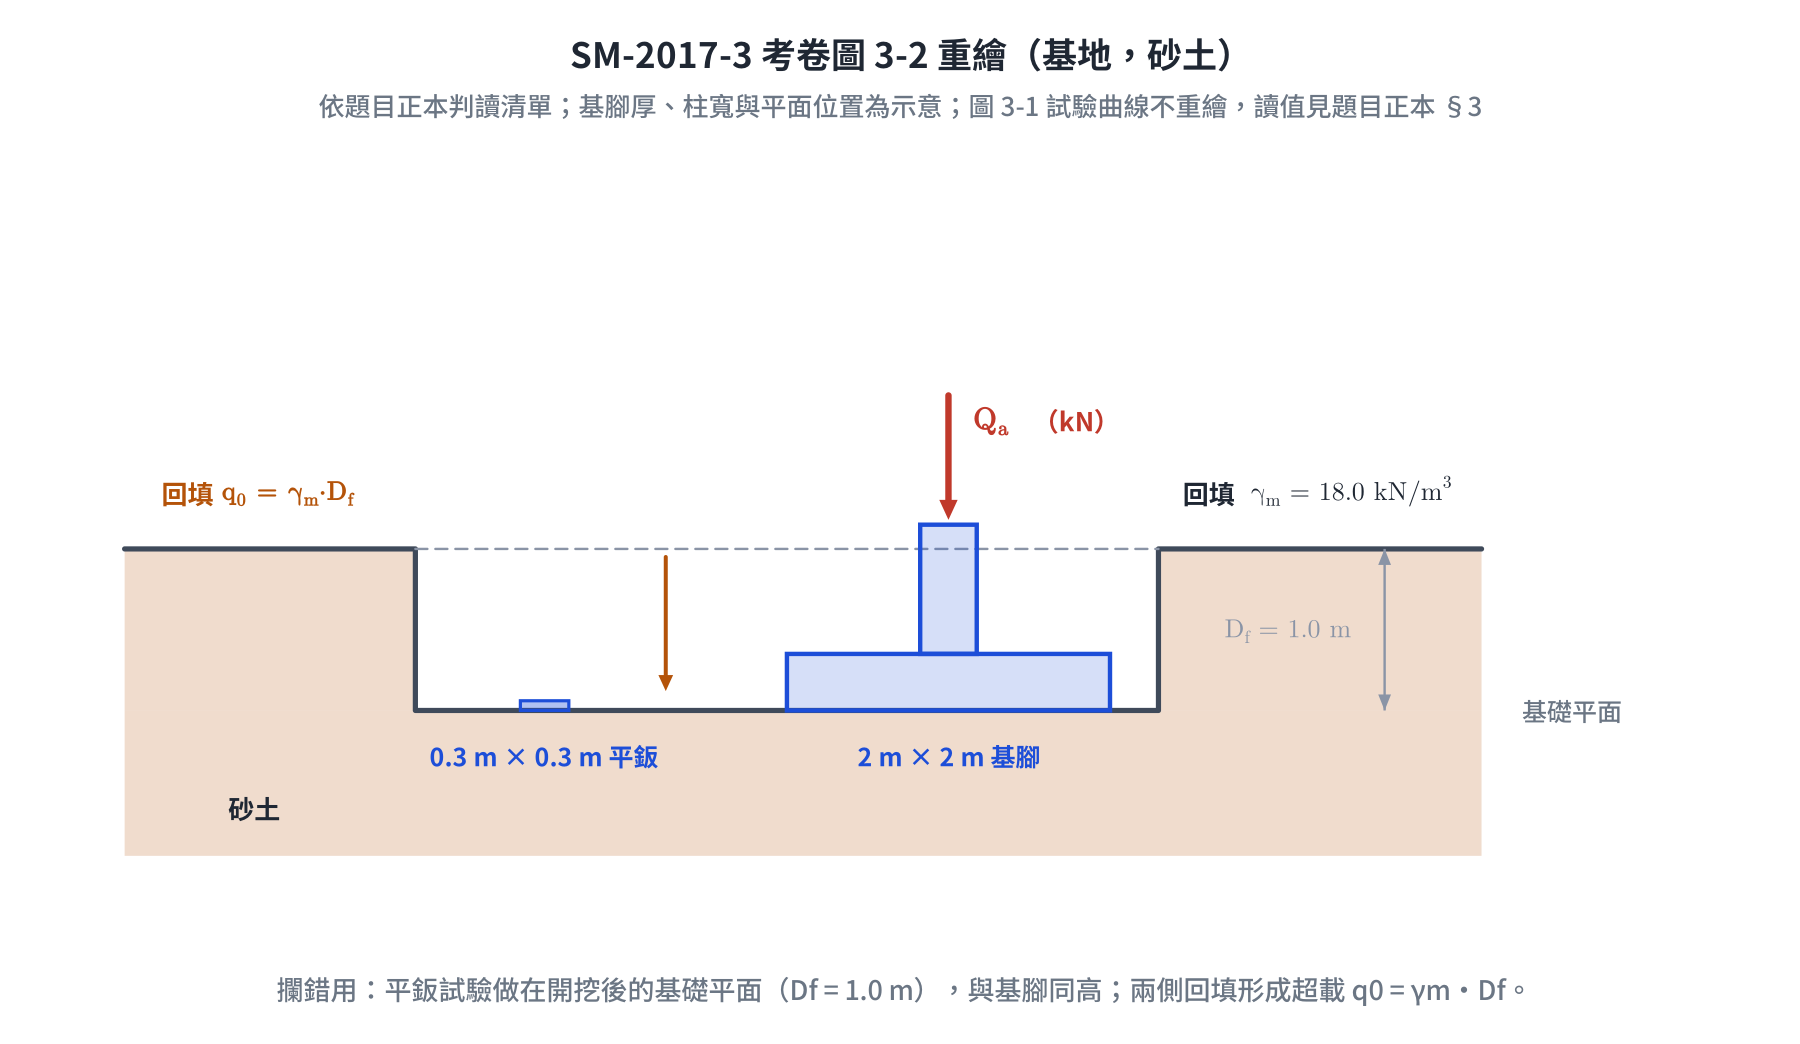 SM-2017-3 考卷圖 3-2 重繪（基地，砂土）
依題目正本判讀清單；基腳厚、柱寬與平面位置為示意；圖 3-1 試驗曲線不重繪，讀值見題目正本 §3
Qa （kN）
回填 q0 = γm·Df
回填 γm = 18.0 kN/m³
Df = 1.0 m
基礎平面
0.3 m × 0.3 m 平鈑
2 m × 2 m 基腳
砂土
攔錯用：平鈑試驗做在開挖後的基礎平面（Df = 1.0 m），與基腳同高；兩側回填形成超載 q0 = γm・Df。